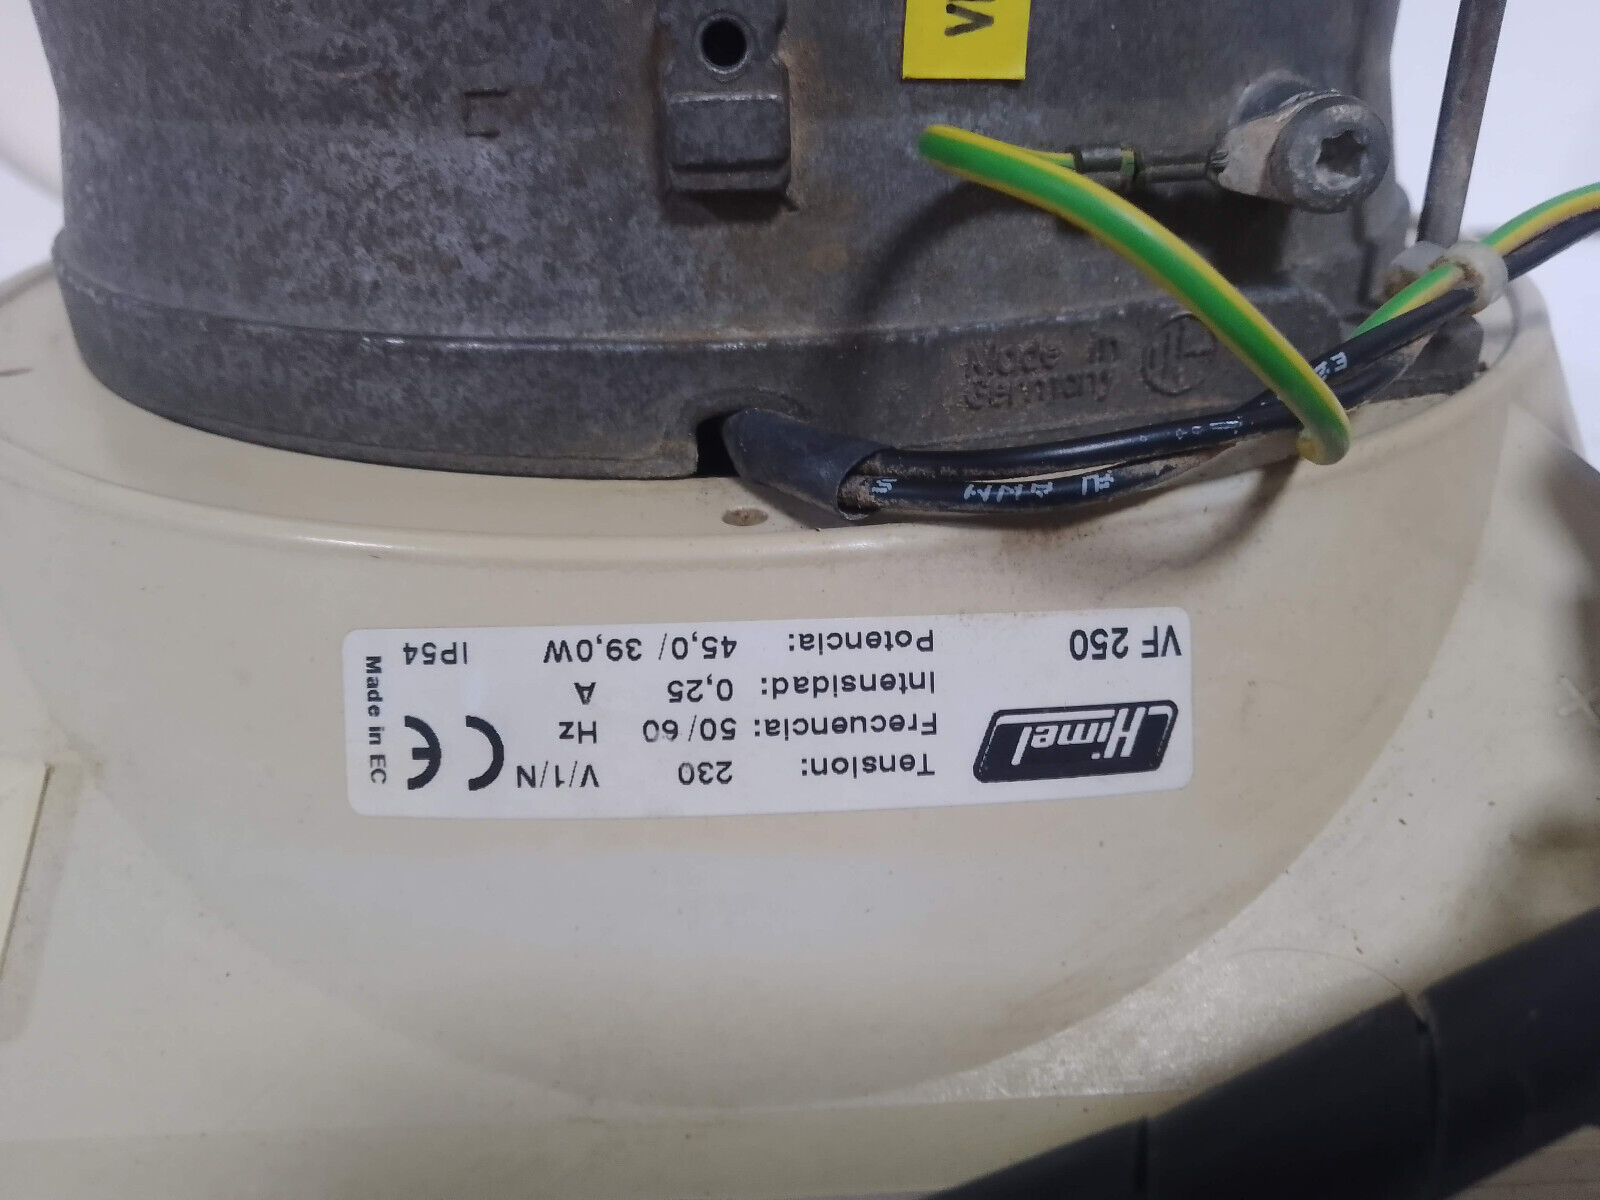 Made in
Germany
Himel
VF 250
Tension: 230 V/1/N
Frecuencia: 50/60 Hz
Intensidad: 0,25 A
Potencia: 45,0/ 39,0W
IP54
CE
Made in EC